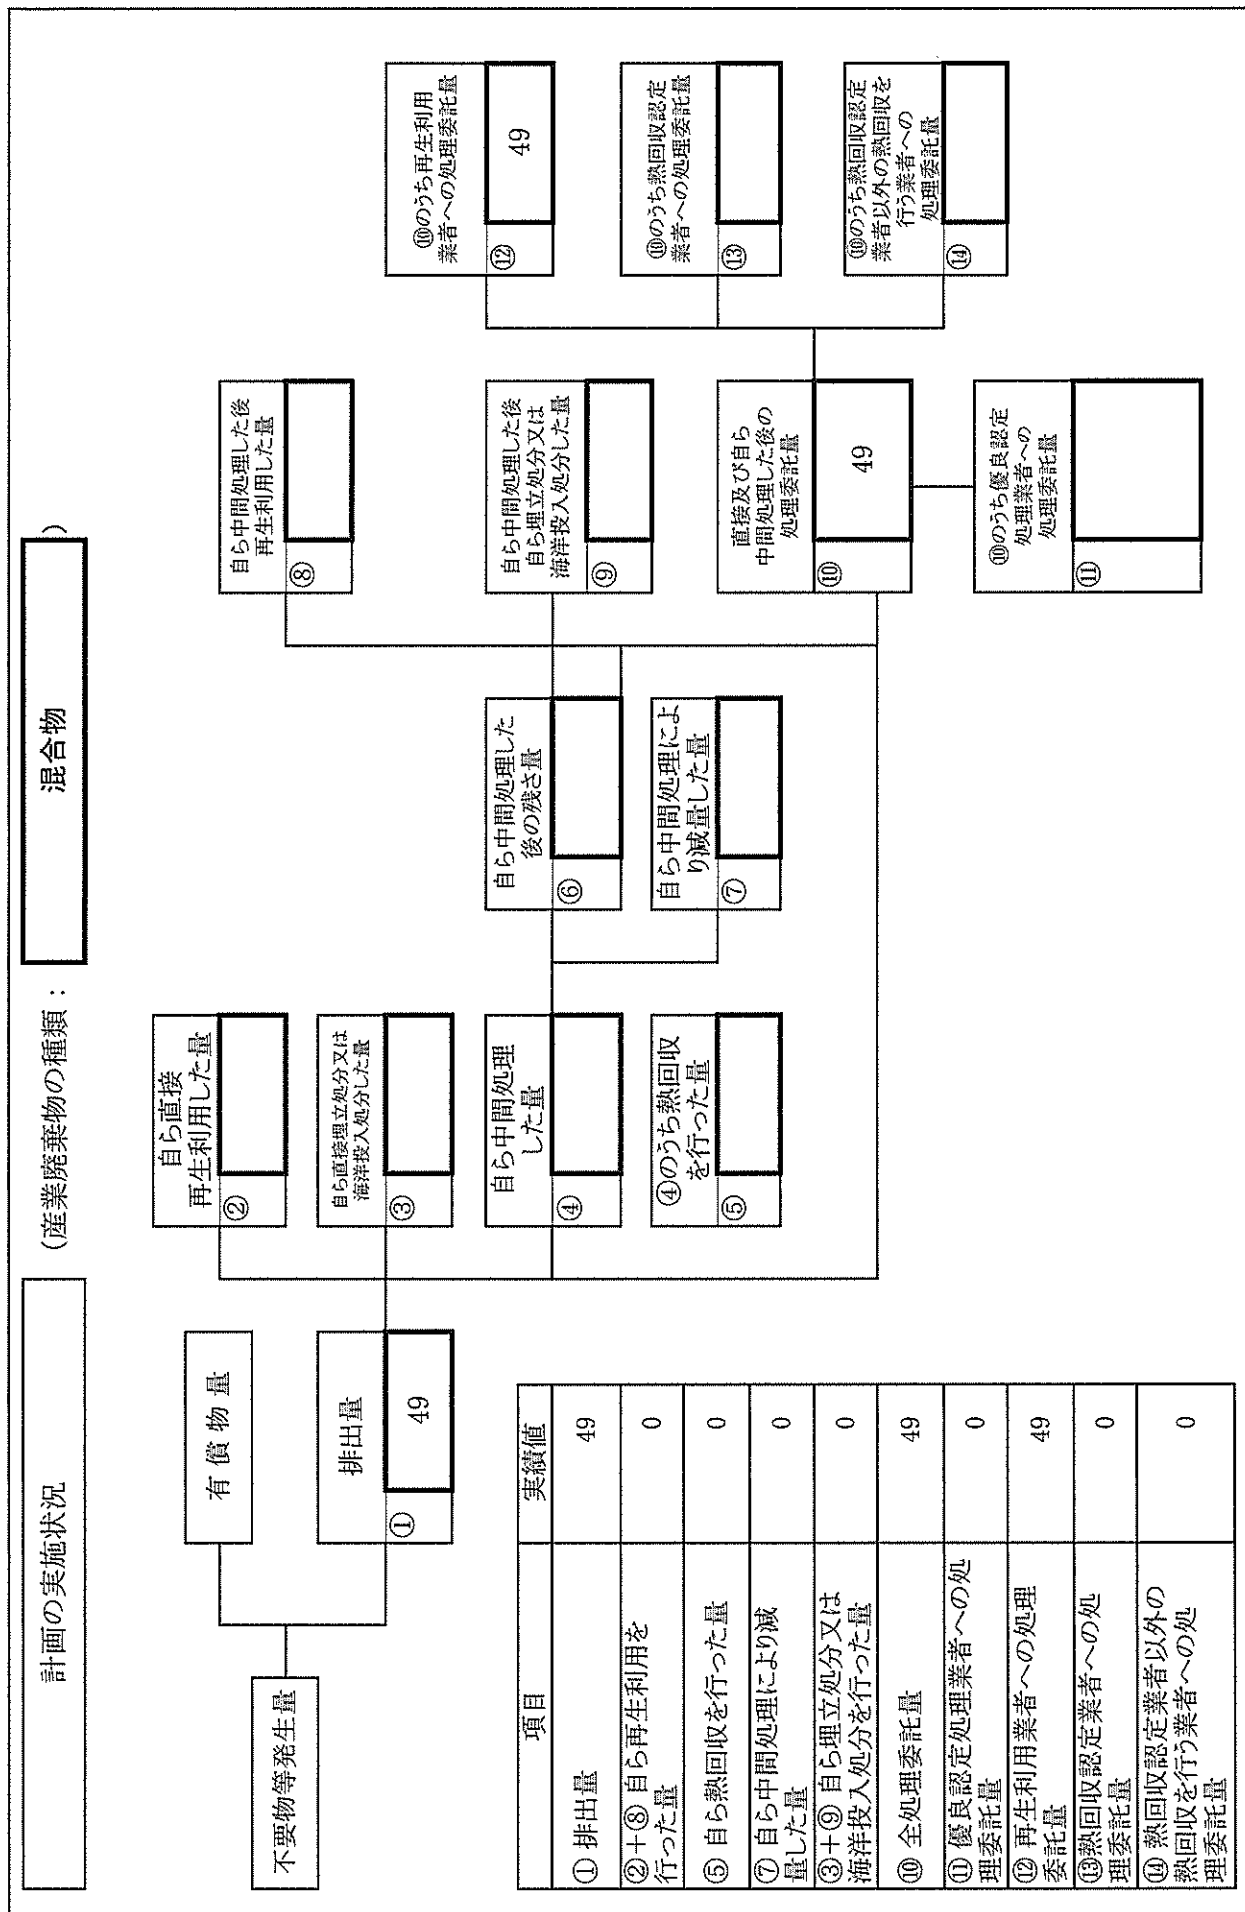 計画の実施状況
(産業廃棄物の種類:
混合物
)
不要物等発生量
有償物量
排出量
①
49
自ら直接
再生利用した量
②
自ら直接埋立処分又は
海洋投入処分した量
③
自ら中間処理
した量
④
④のうち熱回収
を行った量
⑤
自ら中間処理した
後の残さ量
⑥
自ら中間処理によ
り減量した量
⑦
自ら中間処理した後
再生利用した量
⑧
自ら中間処理した後
自ら埋立処分又は
海洋投入処分した量
⑨
直接及び自ら
中間処理した後の
処理委託量
⑩
49
⑩のうち優良認定
処理業者への
処理委託量
⑪
⑩のうち再生利用
業者への処理委託量
⑫
49
⑩のうち熱回収認定
業者への処理委託量
⑬
⑩のうち熱回収認定
業者以外の熱回収を
行う業者への
処理委託量
⑭
項目 実績値
①排出量 49
②+⑧ 自ら再生利用を
行った量 0
⑤ 自ら熱回収を行った量 0
⑦ 自ら中間処理により減
量した量 0
③+⑨ 自ら埋立処分又は
海洋投入処分を行った量 0
⑩ 全処理委託量 49
⑪ 優良認定処理業者への処
理委託量 0
⑫ 再生利用業者への処理
委託量 49
⑬熱回収認定業者への処
理委託量 0
⑭ 熱回収認定業者以外の
熱回収を行う業者への処
理委託量 0